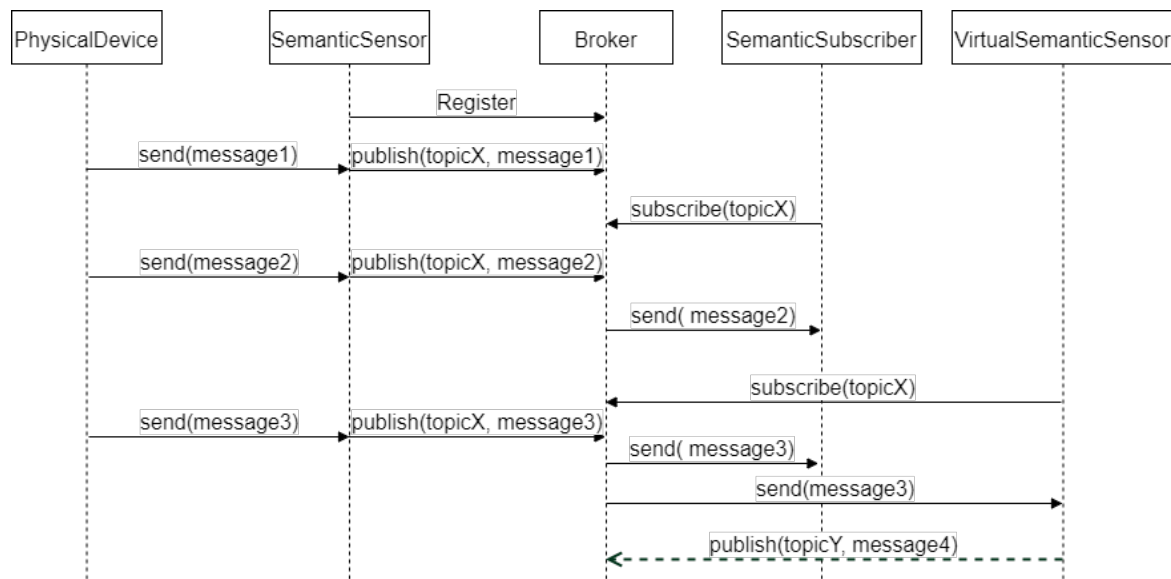 PhysicalDevice
SemanticSensor
Broker
SemanticSubscriber
VirtualSemanticSensor
Register
send(message1)
publish(topicX, message1)
subscribe(topicX)
send(message2)
publish(topicX, message2)
send( message2)
subscribe(topicX)
send(message3)
publish(topicX, message3)
send( message3)
send(message3)
publish(topicY, message4)